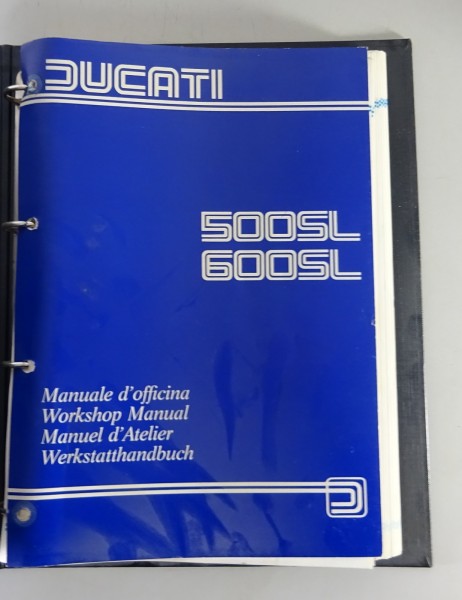 DUCATI
500SL
600SL
Manuale d'officina
Workshop Manual
Manuel d'Atelier
Werkstatthandbuch
D